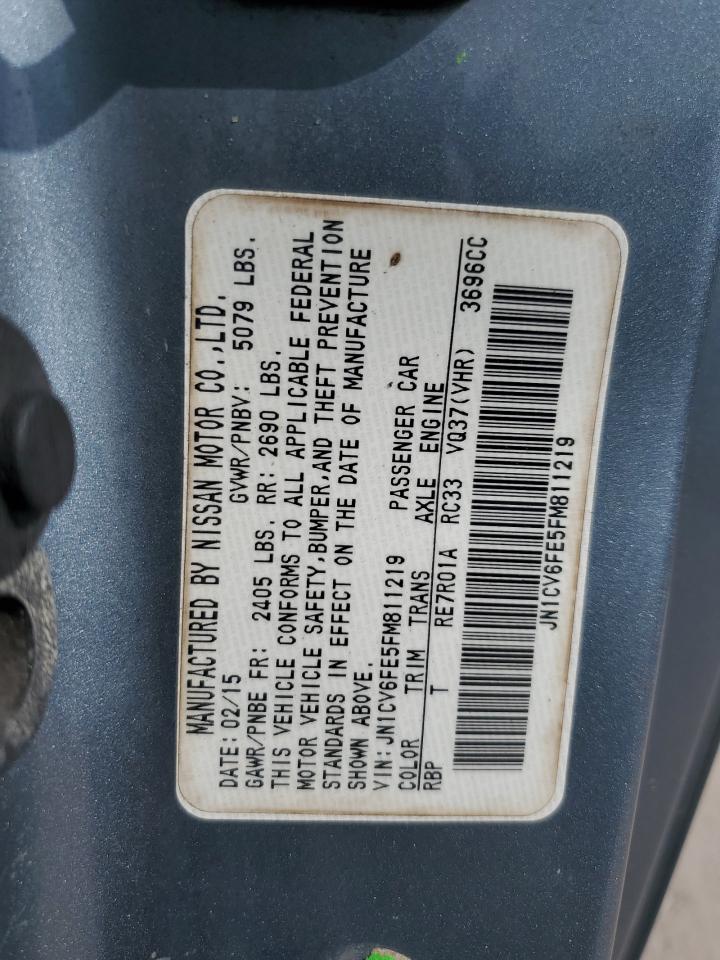 MANUFACTURED BY NISSAN MOTOR CO.,LTD.
DATE: 02/15 GVWR/PNBV: 5079 LBS.
GAWR/PNBE FR: 2405 LBS. RR: 2690 LBS.
THIS VEHICLE CONFORMS TO ALL APPLICABLE FEDERAL
MOTOR VEHICLE SAFETY,BUMPER,AND THEFT PREVENTION
STANDARDS IN EFFECT ON THE DATE OF MANUFACTURE
SHOWN ABOVE.
VIN:JN1CV6FE5FM811219 PASSENGER CAR
COLOR TRIM TRANS AXLE ENGINE
RBP T RE7R01A RC33 VQ37(VHR) 3696CC
JN1CV6FE5FM811219